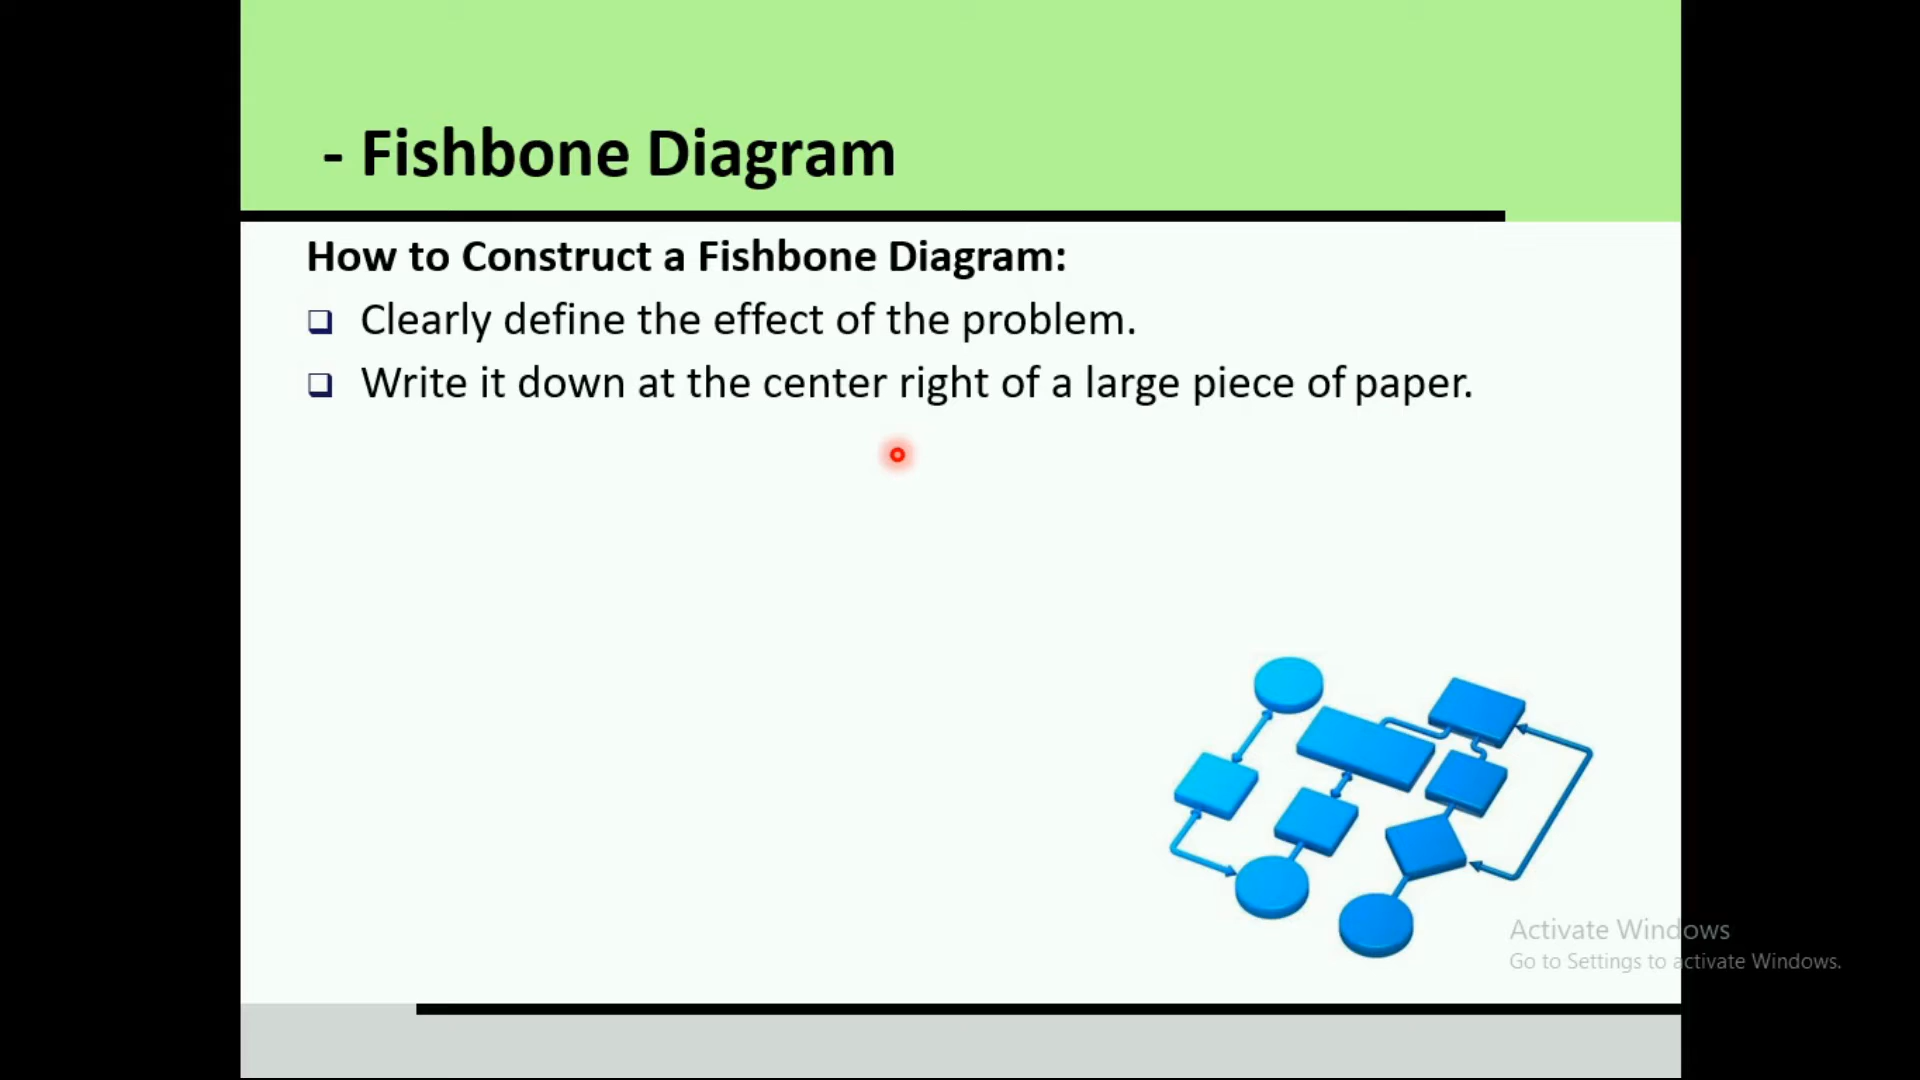 - Fishbone Diagram
How to Construct a Fishbone Diagram:
Clearly define the effect of the problem.
Write it down at the center right of a large piece of paper.
Activate Windows
Go to Settings to activate Windows.